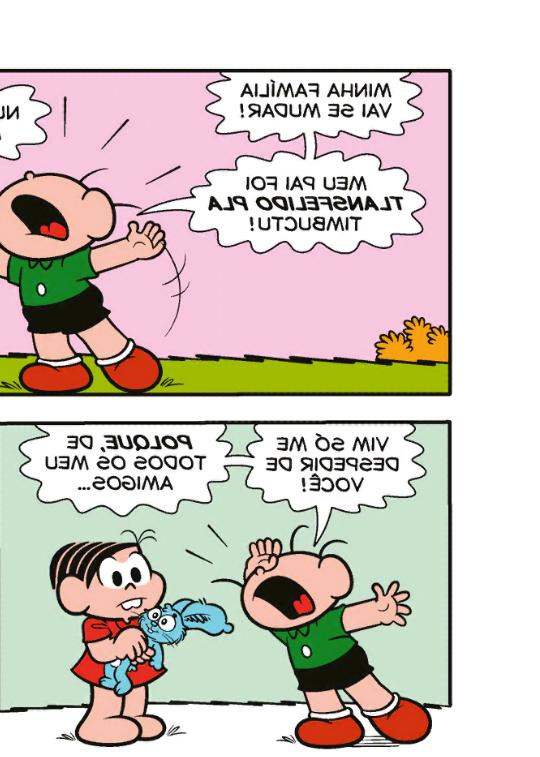 MINHA FAMÍLIA
VAI SE MUDAR!
MEU PAI FOI
TLANSFELIDO PLA
TIMBUCTU!
NU
VIM SÓ ME
DESPEDIR DE
VOCÊ!
POLQUE, DE
TODOS OS MEU
AMIGOS...